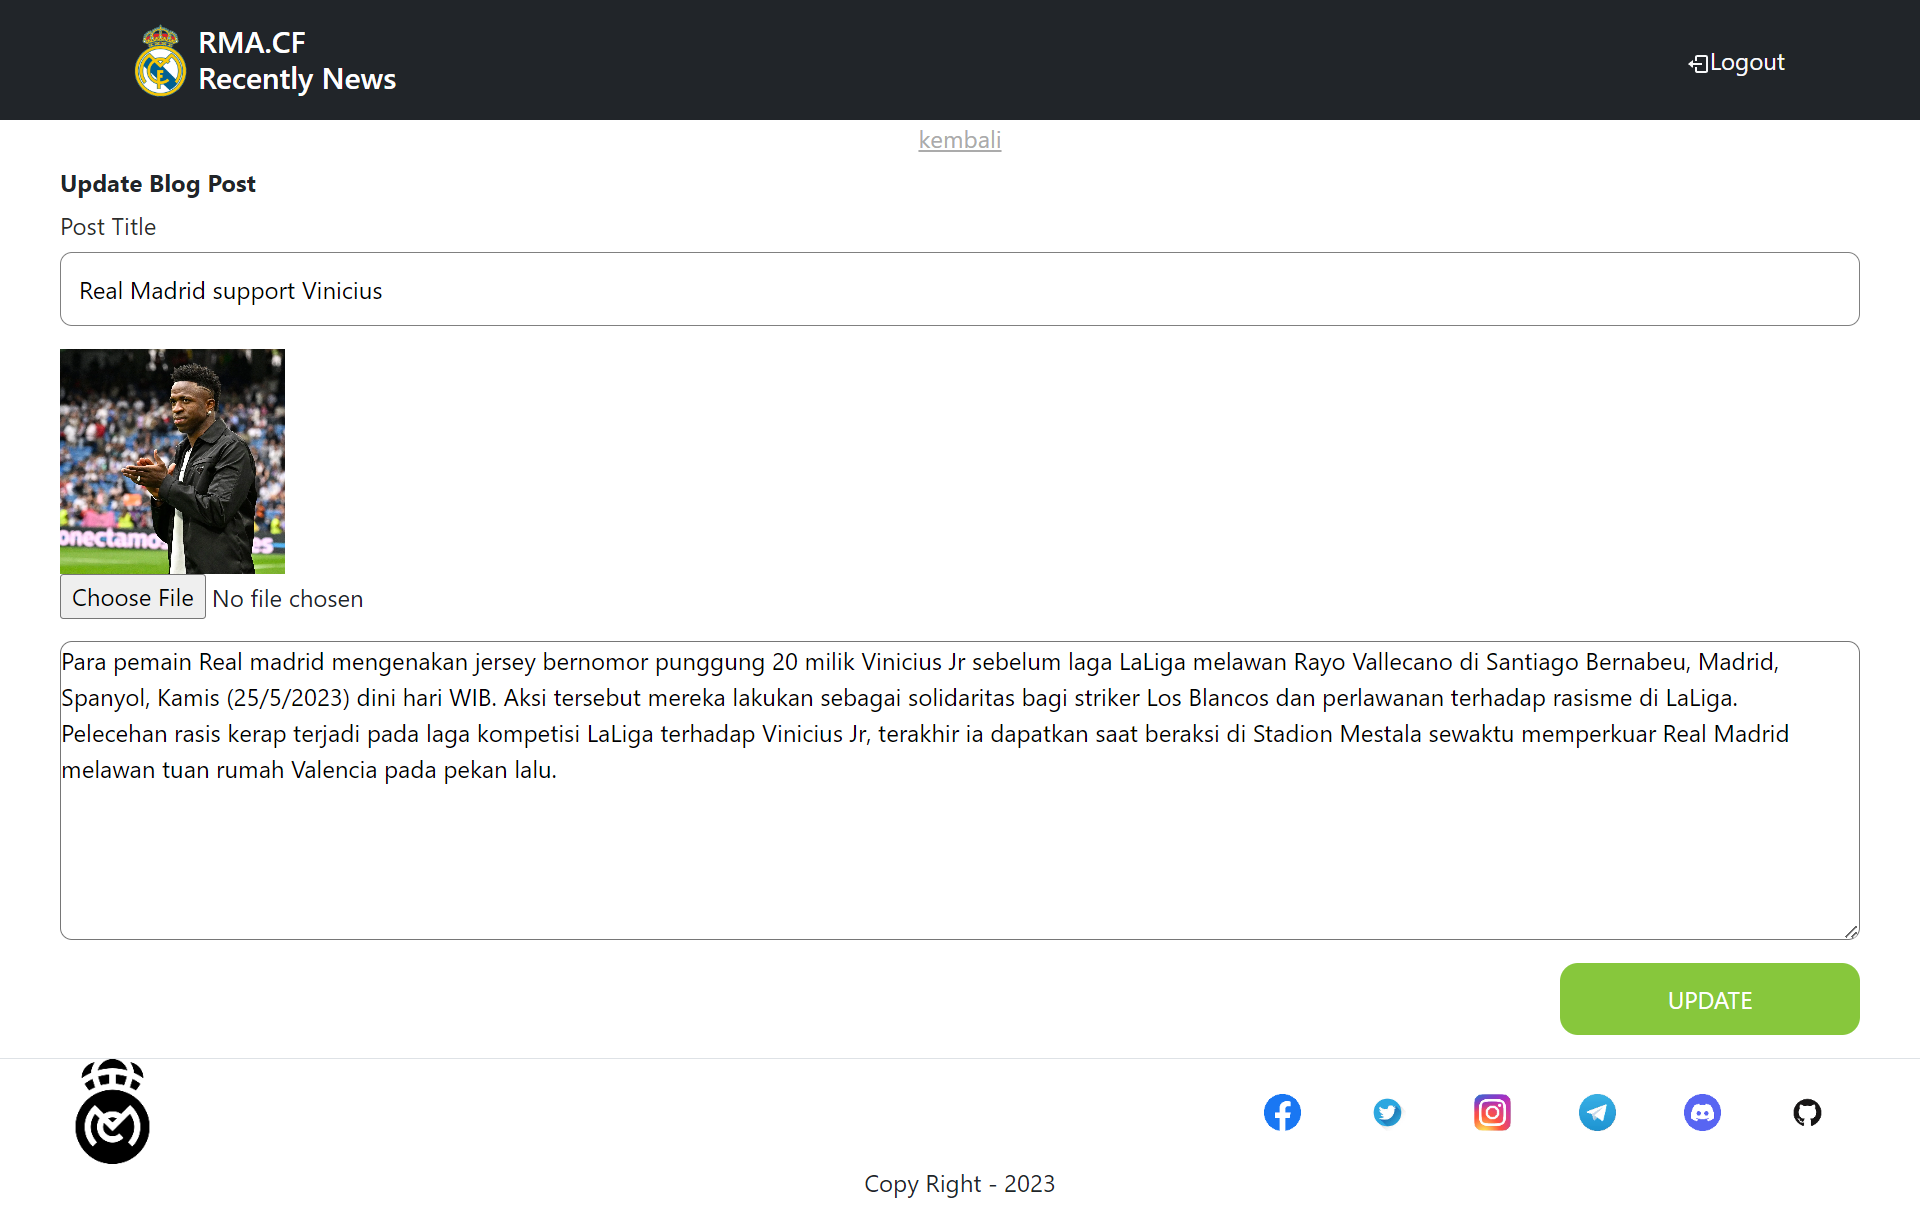 RMA.CF
Recently News
Logout
kembali
Update Blog Post
Post Title
Real Madrid support Vinicius
onectamos
es
Choose File No file chosen
Para pemain Real madrid mengenakan jersey bernomor punggung 20 milik Vinicius Jr sebelum laga LaLiga melawan Rayo Vallecano di Santiago Bernabeu, Madrid,
Spanyol, Kamis (25/5/2023) dini hari WIB. Aksi tersebut mereka lakukan sebagai solidaritas bagi striker Los Blancos dan perlawanan terhadap rasisme di LaLiga.
Pelecehan rasis kerap terjadi pada laga kompetisi LaLiga terhadap Vinicius Jr, terakhir ia dapatkan saat beraksi di Stadion Mestala sewaktu memperkuar Real Madrid
melawan tuan rumah Valencia pada pekan lalu.
UPDATE
Copy Right - 2023